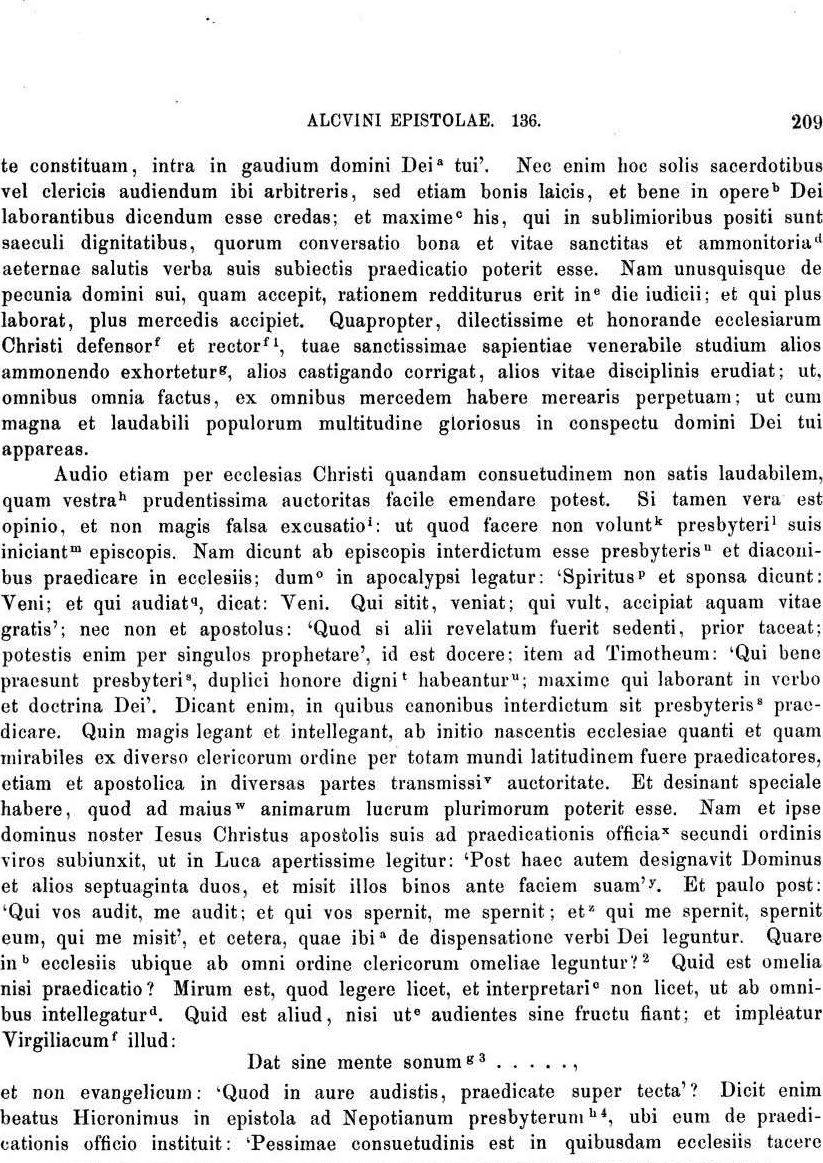 ALCVINI EPISTOLAE. 136. 209
te constituam, intra in gaudium domini Dei ᵃ tui’. Nec enim hoc solis sacerdotibus
vel clericis audiendum ibi arbitreris, sed etiam bonis laicis, et bene in opere ᵇ Dei
laborantibus dicendum esse credas; et maxime ᶜ his, qui in sublimioribus positi sunt
saeculi dignitatibus, quorum conversatio bona et vitae sanctitas et ammonitoria ᵈ
aeternae salutis verba suis subiectis praedicatio poterit esse. Nam unusquisque de
pecunia domini sui, quam accepit, rationem redditurus erit in ᵉ die iudicii; et qui plus
laborat, plus mercedis accipiet. Quapropter, dilectissime et honorande ecclesiarum
Christi defensor ᶠ et rector ᶠ ¹, tuae sanctissimae sapientiae venerabile studium alios
ammonendo exhortetur ᵍ, alios castigando corrigat, alios vitae disciplinis erudiat; ut,
omnibus omnia factus, ex omnibus mercedem habere merearis perpetuam; ut cum
magna et laudabili populorum multitudine gloriosus in conspectu domini Dei tui
appareas.
Audio etiam per ecclesias Christi quandam consuetudinem non satis laudabilem,
quam vestra ʰ prudentissima auctoritas facile emendare potest. Si tamen vera est
opinio, et non magis falsa excusatio ⁱ: ut quod facere non volunt ᵏ presbyteri ˡ suis
iniciant ᵐ episcopis. Nam dicunt ab episcopis interdictum esse presbyteris ⁿ et diaconi-
bus praedicare in ecclesiis; dum ᵒ in apocalypsi legatur: ‘Spiritus ᵖ et sponsa dicunt:
Veni; et qui audiat ᑫ, dicat: Veni. Qui sitit, veniat; qui vult, accipiat aquam vitae
gratis’; nec non et apostolus: ‘Quod si alii revelatum fuerit sedenti, prior taceat;
potestis enim per singulos prophetare’, id est docere; item ad Timotheum: ‘Qui bene
praesunt presbyteri ˢ, duplici honore digni ᵗ habeantur ᵘ; maxime qui laborant in verbo
et doctrina Dei’. Dicant enim, in quibus canonibus interdictum sit presbyteris ˢ prae-
dicare. Quin magis legant et intellegant, ab initio nascentis ecclesiae quanti et quam
mirabiles ex diverso clericorum ordine per totam mundi latitudinem fuere praedicatores,
etiam et apostolica in diversas partes transmissi ᵛ auctoritate. Et desinant speciale
habere, quod ad maius ʷ animarum lucrum plurimorum poterit esse. Nam et ipse
dominus noster Iesus Christus apostolis suis ad praedicationis officia ˣ secundi ordinis
viros subiunxit, ut in Luca apertissime legitur: ‘Post haec autem designavit Dominus
et alios septuaginta duos, et misit illos binos ante faciem suam’ ʸ. Et paulo post:
‘Qui vos audit, me audit; et qui vos spernit, me spernit; et ᶻ qui me spernit, spernit
eum, qui me misit’, et cetera, quae ibi ᵃ de dispensatione verbi Dei leguntur. Quare
in ᵇ ecclesiis ubique ab omni ordine clericorum omeliae leguntur? ² Quid est omelia
nisi praedicatio? Mirum est, quod legere licet, et interpretari ᶜ non licet, ut ab omni-
bus intellegatur ᵈ. Quid est aliud, nisi ut ᵉ audientes sine fructu fiant; et impleatur
Virgiliacum ᶠ illud:
Dat sine mente sonum ᵍ ³ . . . . . ,
et non evangelicum: ‘Quod in aure audistis, praedicate super tecta’? Dicit enim
beatus Hieronimus in epistola ad Nepotianum presbyterum ʰ ⁴, ubi eum de praedi-
cationis officio instituit: ‘Pessimae consuetudinis est in quibusdam ecclesiis tacere